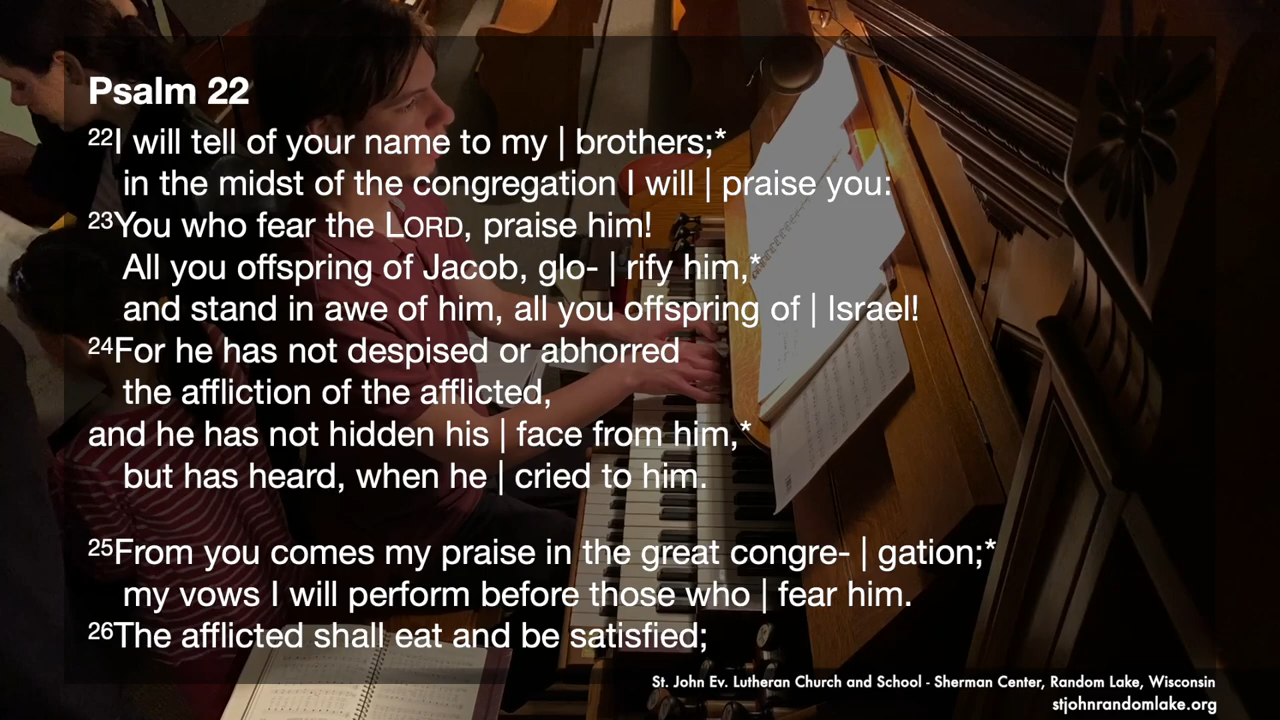 Psalm 22
22I will tell of your name to my | brothers;*
in the midst of the congregation I will | praise you:
23You who fear the LORD, praise him!
All you offspring of Jacob, glo- | rify him,*
and stand in awe of him, all you offspring of | Israel!
24For he has not despised or abhorred
the affliction of the afflicted,
and he has not hidden his | face from him,*
but has heard, when he | cried to him.
25From you comes my praise in the great congre- | gation;*
my vows I will perform before those who | fear him.
26The afflicted shall eat and be satisfied;
St. John Ev. Lutheran Church and School - Sherman Center, Random Lake, Wisconsin
stjohnrandomlake.org